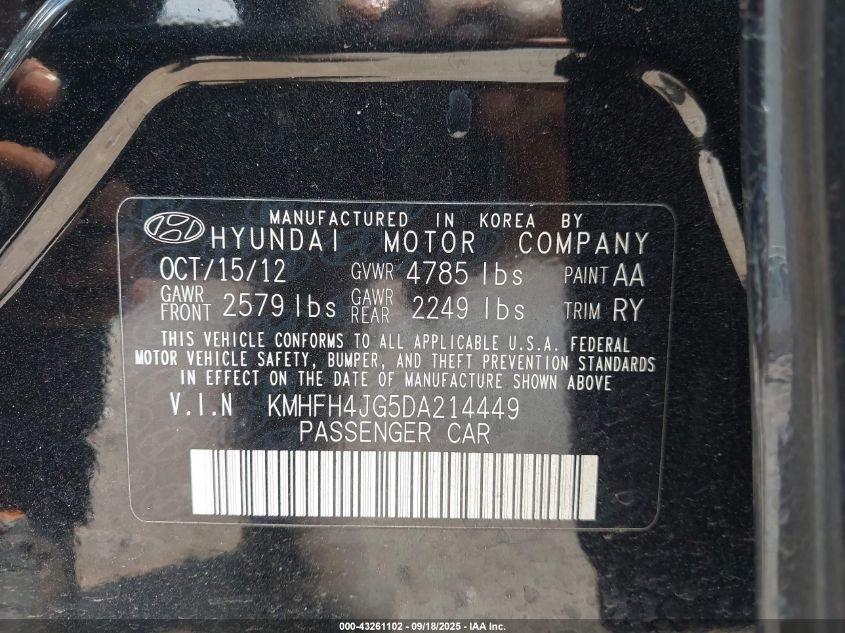 MANUFACTURED IN KOREA BY
HYUNDAI MOTOR COMPANY
OCT/15/12 GVWR 4785 lbs PAINT AA
GAWR FRONT 2579 lbs GAWR REAR 2249 lbs TRIM RY
THIS VEHICLE CONFORMS TO ALL APPLICABLE U.S.A. FEDERAL
MOTOR VEHICLE SAFETY, BUMPER, AND THEFT PREVENTION STANDARDS
IN EFFECT ON THE DATE OF MANUFACTURE SHOWN ABOVE
V.I.N KMHFH4JG5DA214449
PASSENGER CAR
000-43261102 - 09/18/2025 - IAA Inc.